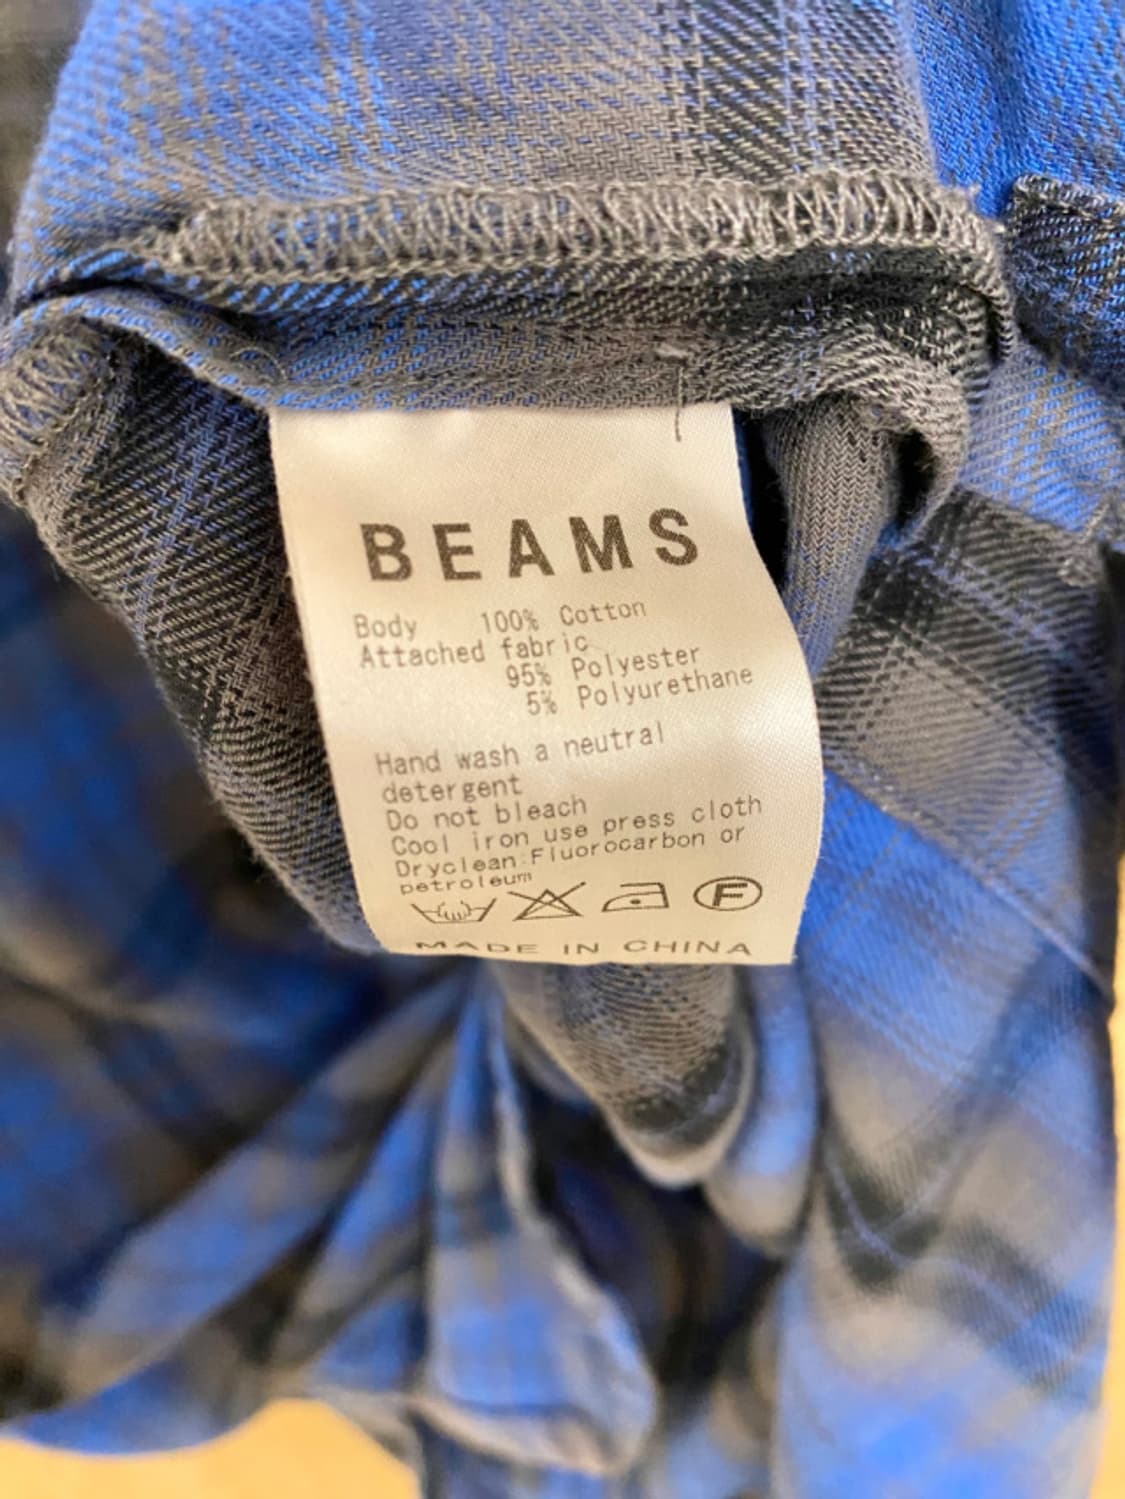 BEAMS
Body 100% Cotton
Attached fabric
95% Polyester
5% Polyurethane
Hand wash a neutral
detergent
Do not bleach
Cool iron use press cloth
Dryclean:Fluorocarbon or
petroleum
F
MADE IN CHINA